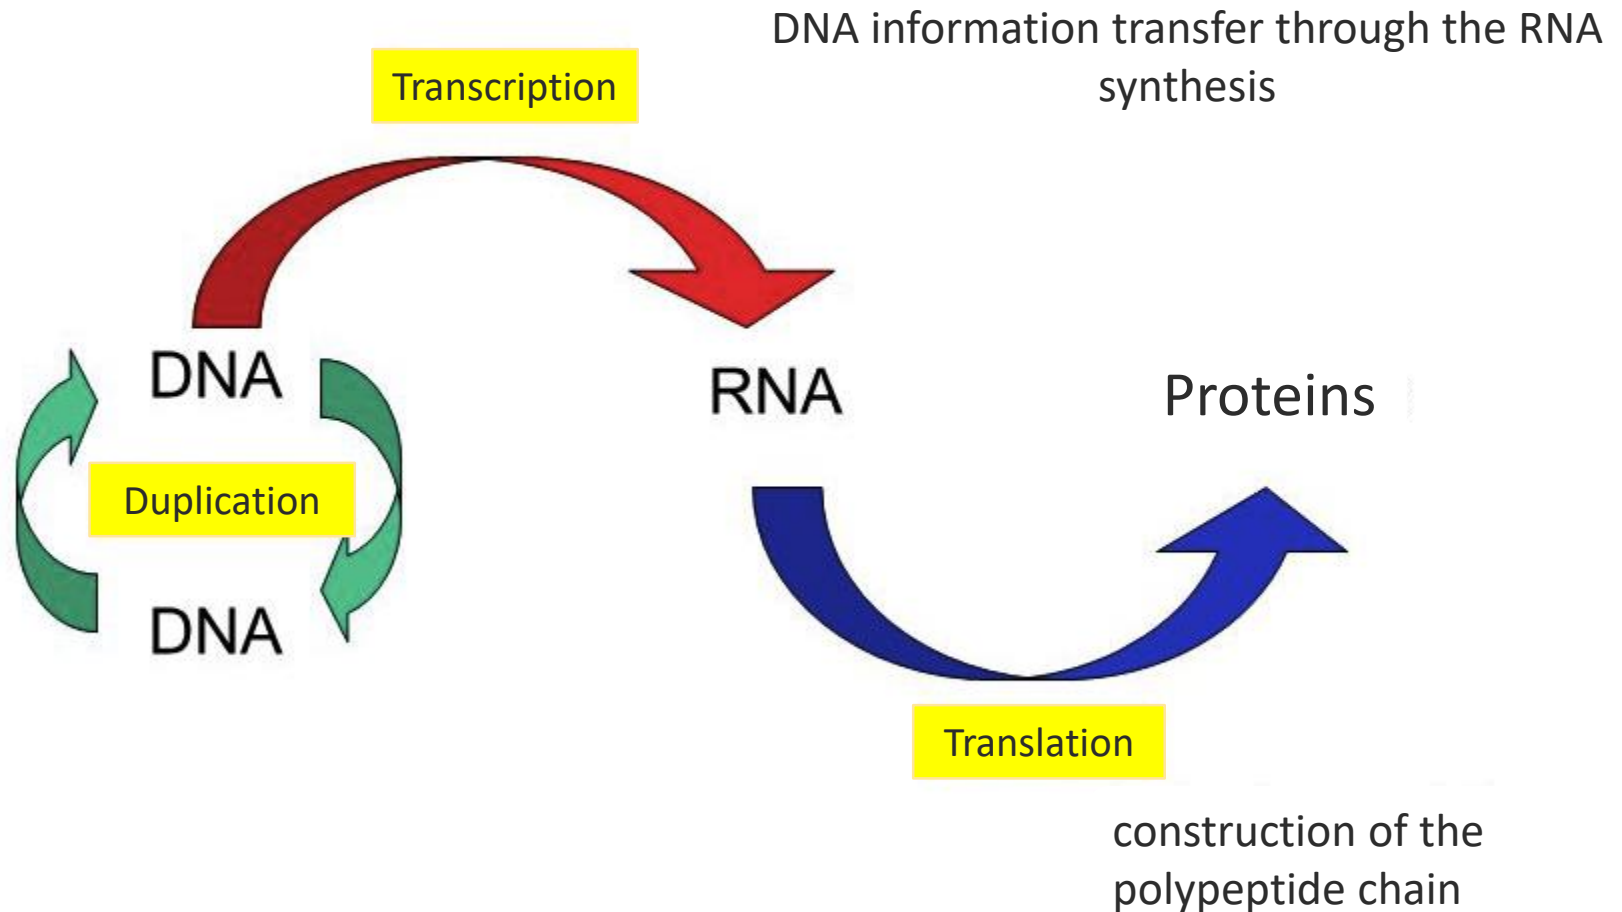 DNA information transfer through the RNA
synthesis
Transcription
DNA
RNA
Proteins
Duplication
DNA
Translation
construction of the
polypeptide chain